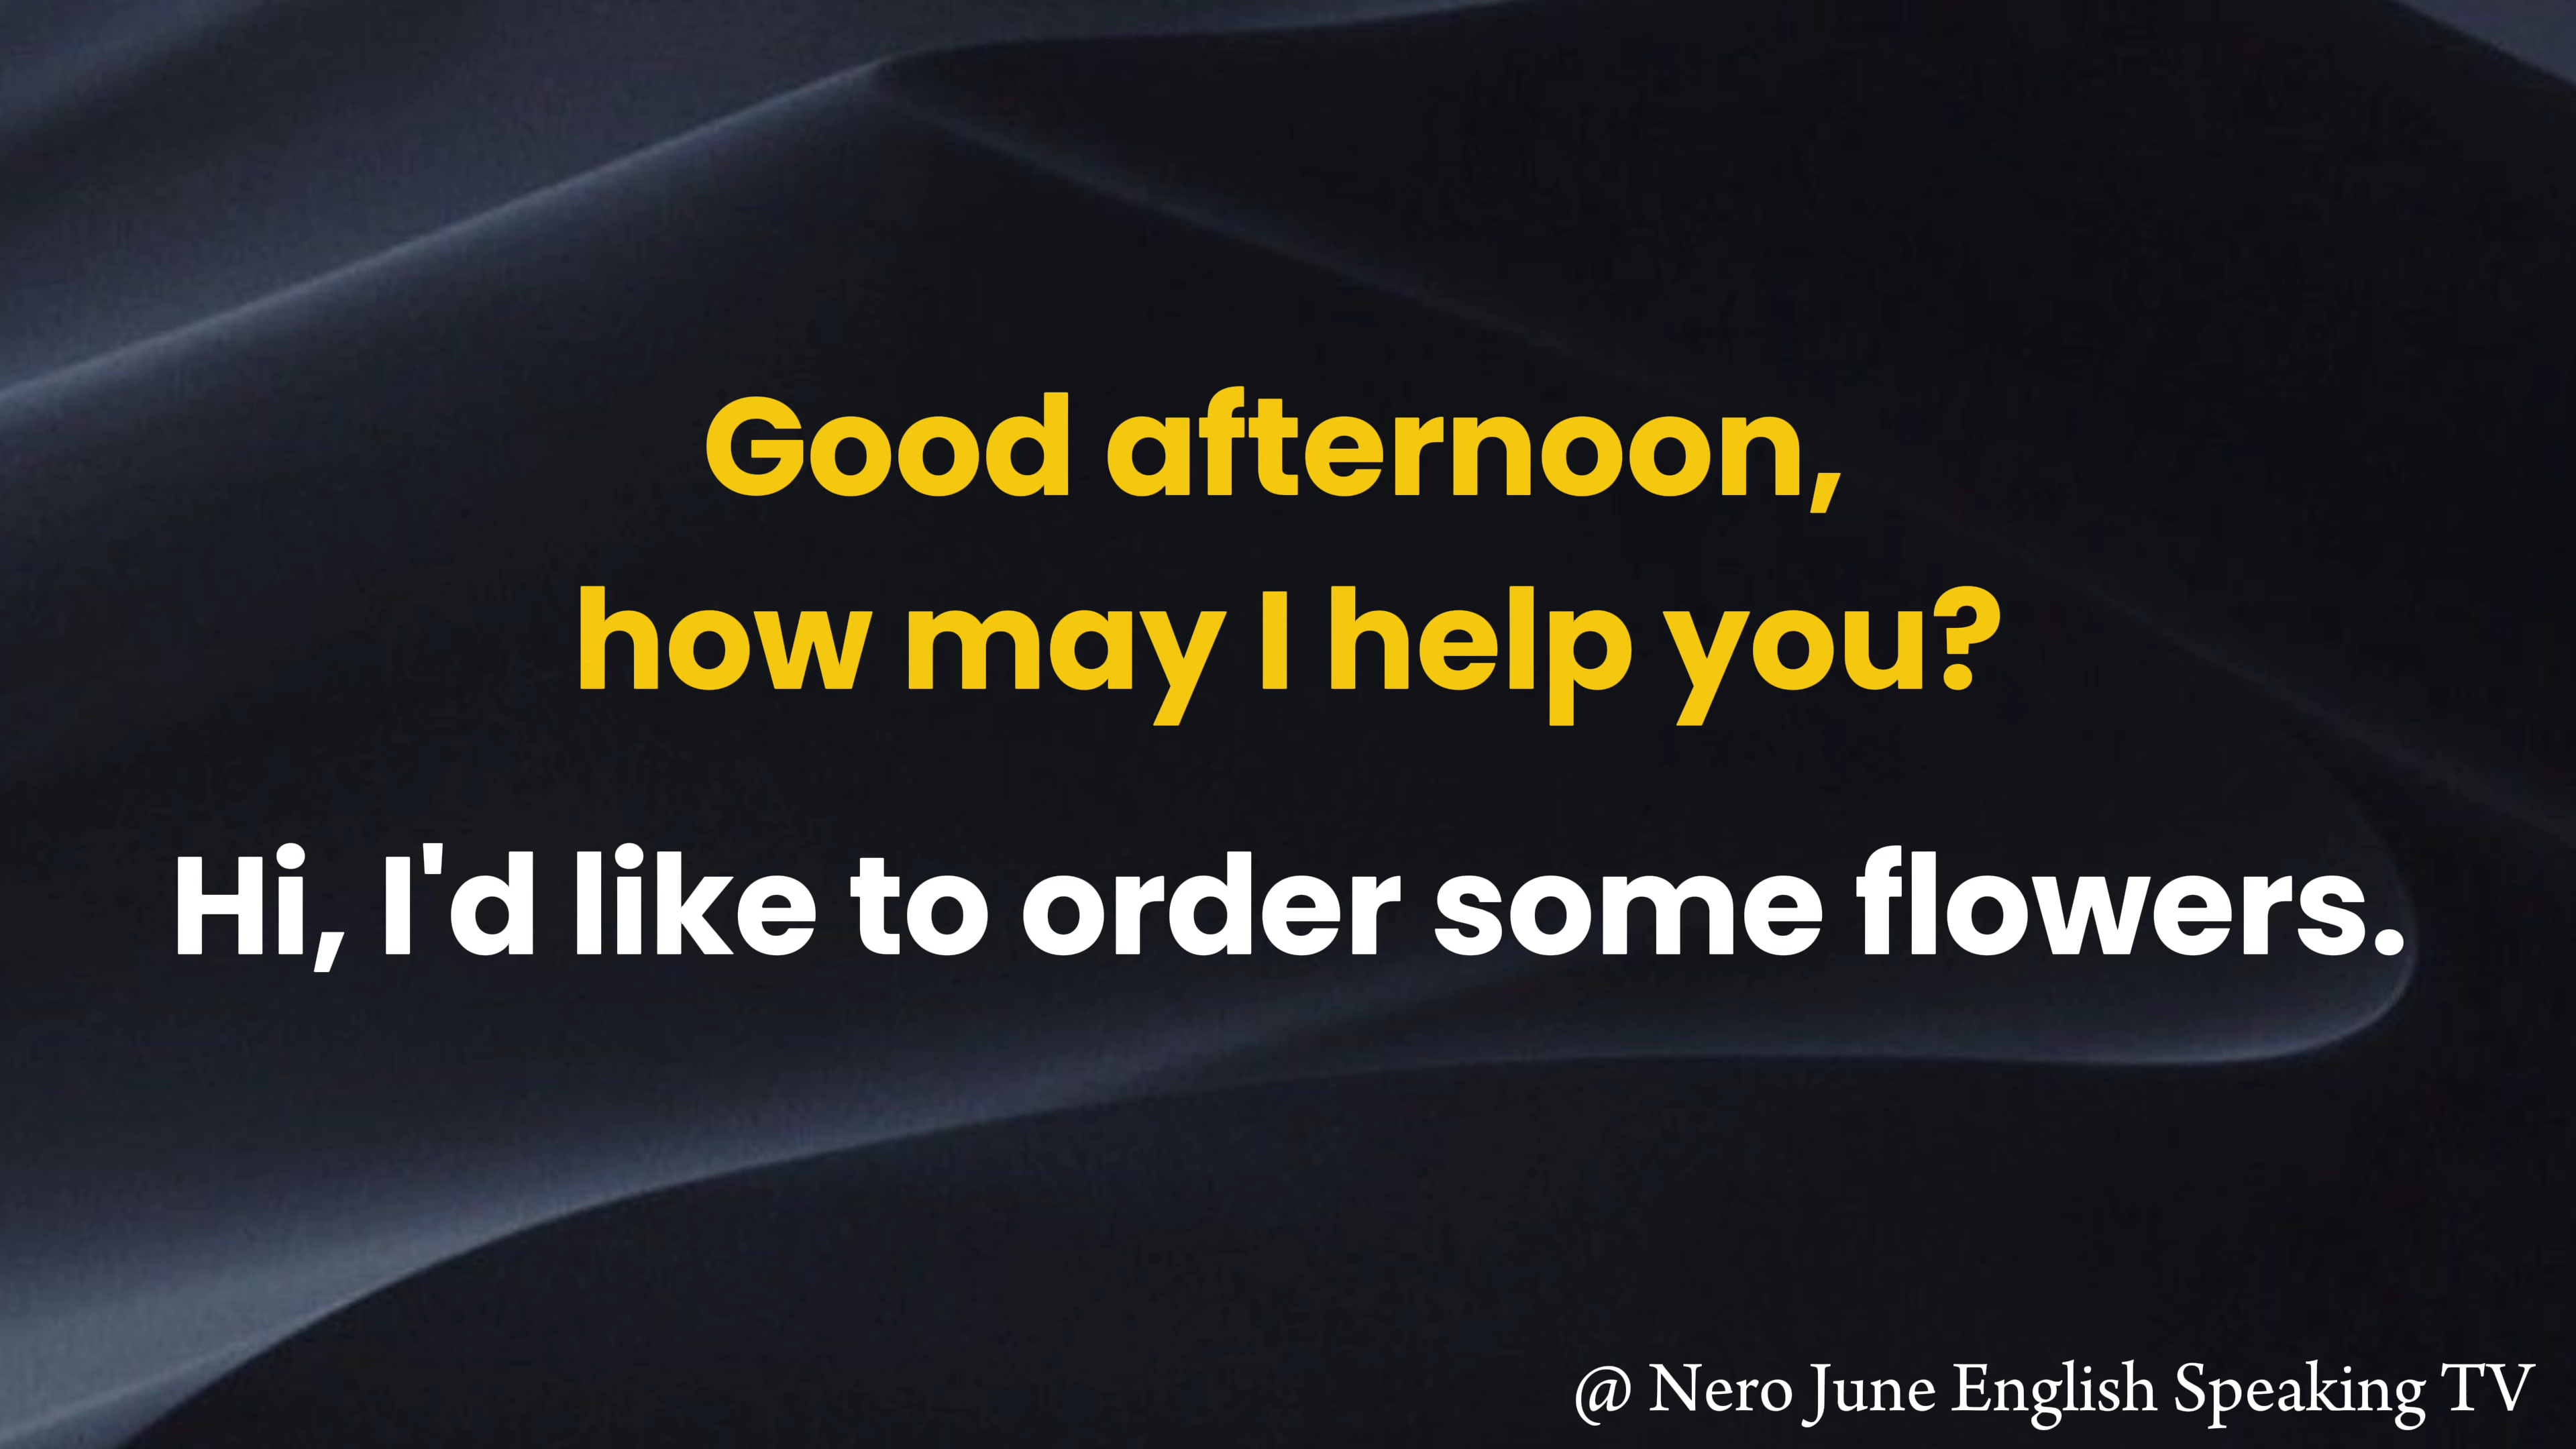 Good afternoon,
how may I help you?
Hi, I'd like to order some flowers.
@ Nero June English Speaking TV